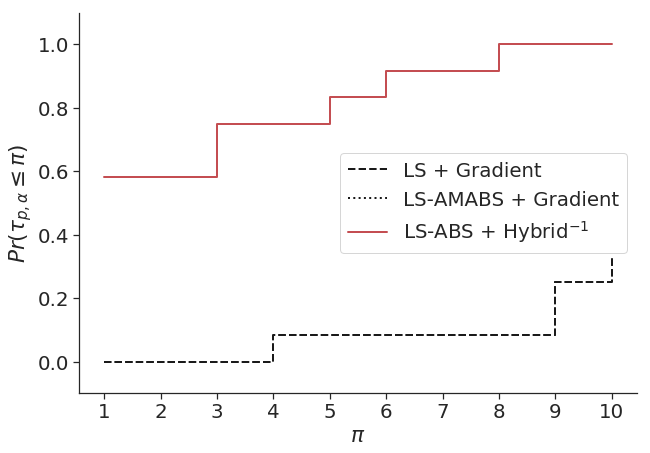 1.0
0.8
0.6
0.4
0.2
0.0
Pr(τp,α ≤ π)
LS + Gradient
LS-AMABS + Gradient
LS-ABS + Hybrid⁻¹
1 2 3 4 5 6 7 8 9 10
π